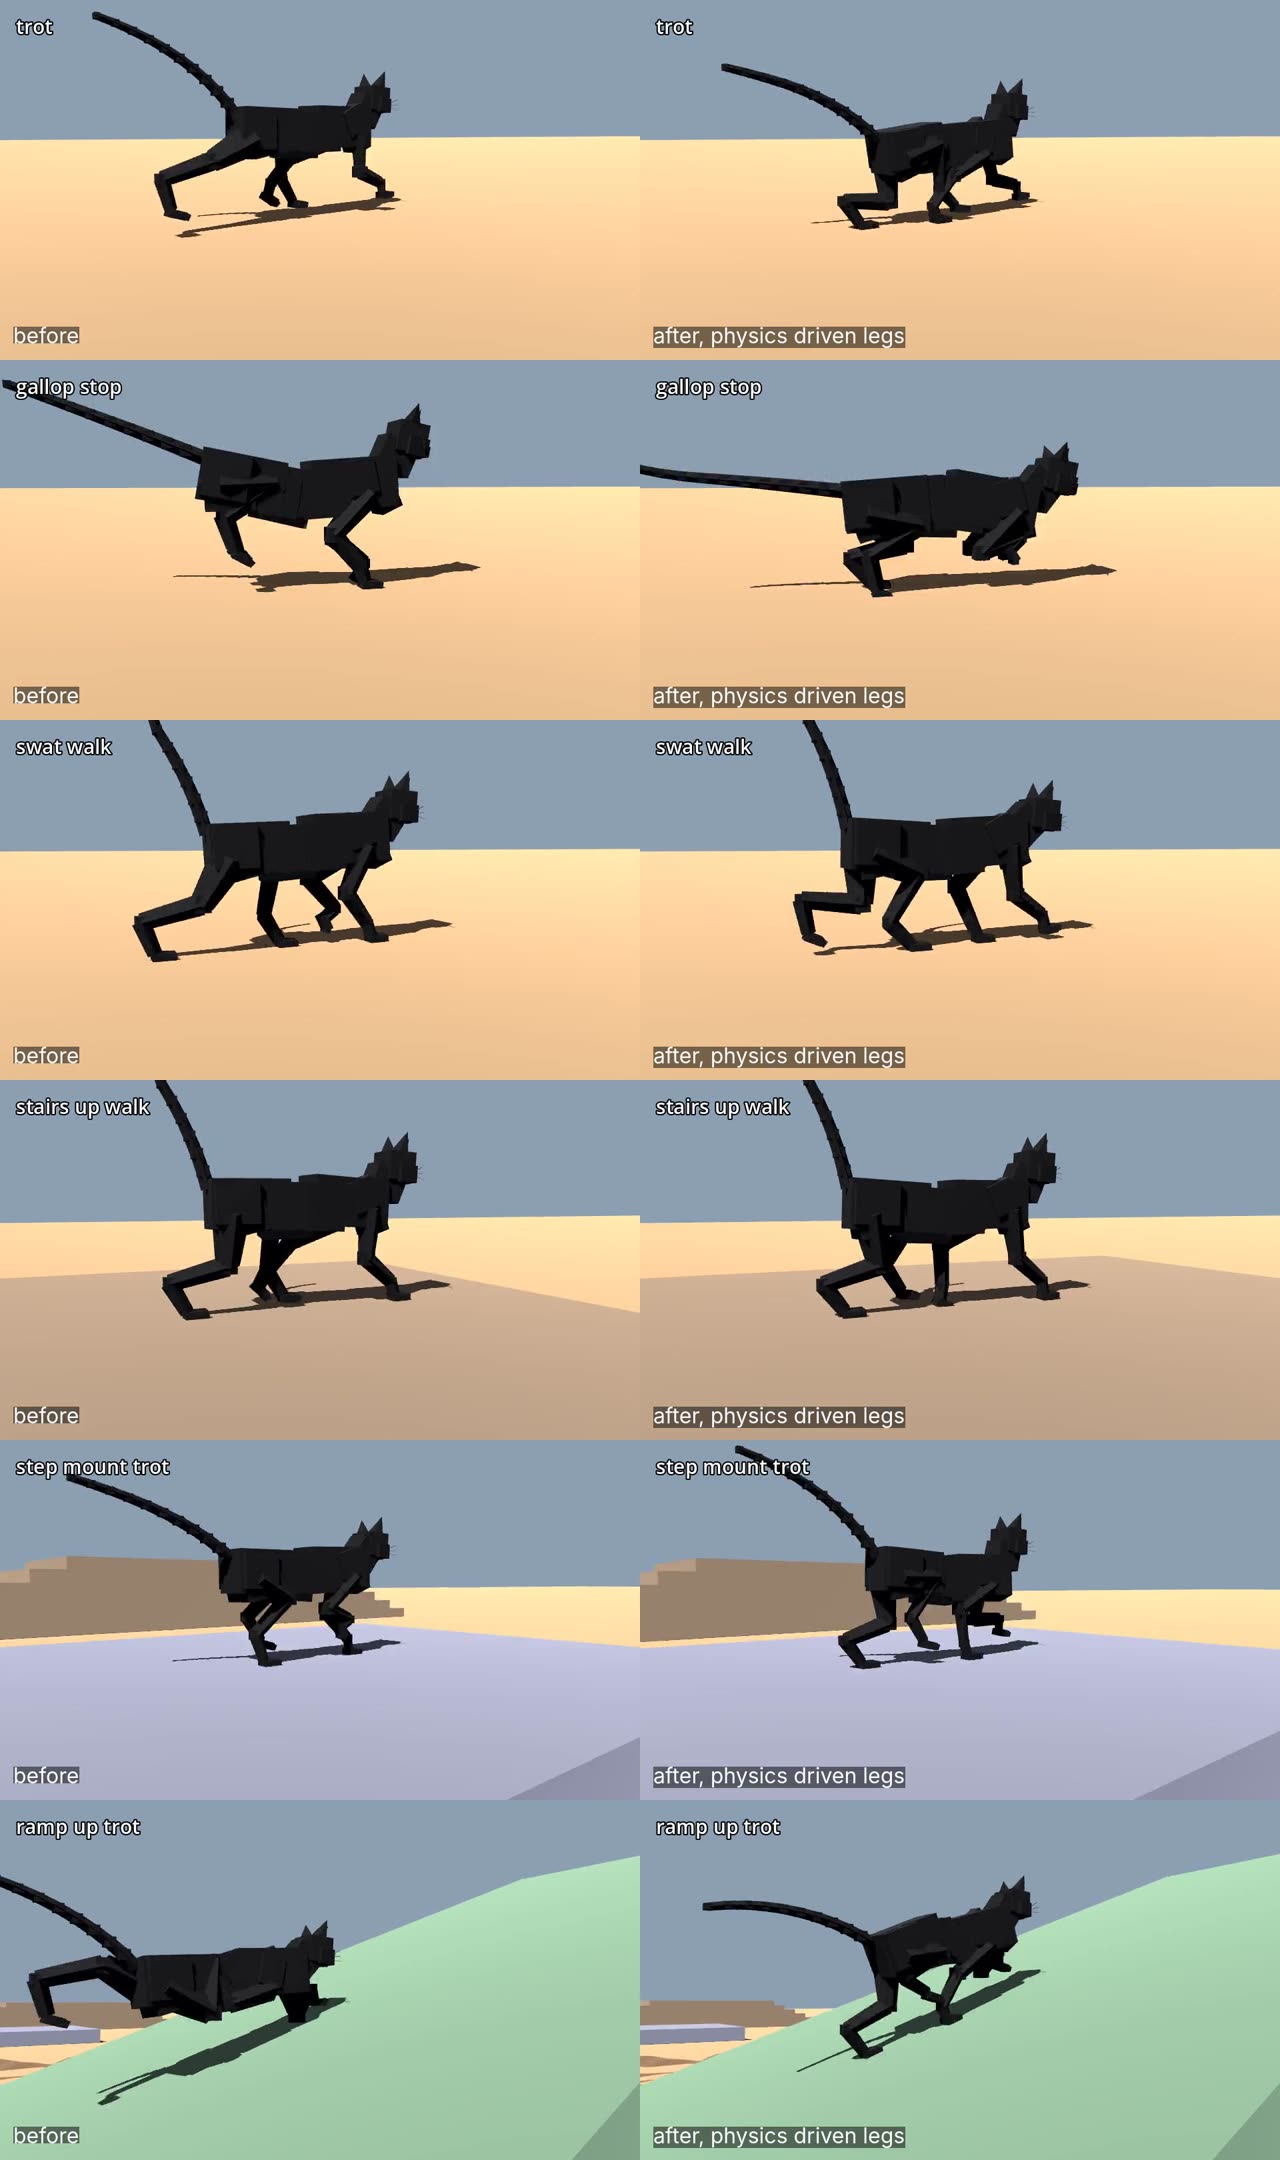 trot
trot
before
after, physics driven legs
gallop stop
gallop stop
before
after, physics driven legs
swat walk
swat walk
before
after, physics driven legs
stairs up walk
stairs up walk
before
after, physics driven legs
step mount trot
step mount trot
before
after, physics driven legs
ramp up trot
ramp up trot
before
after, physics driven legs